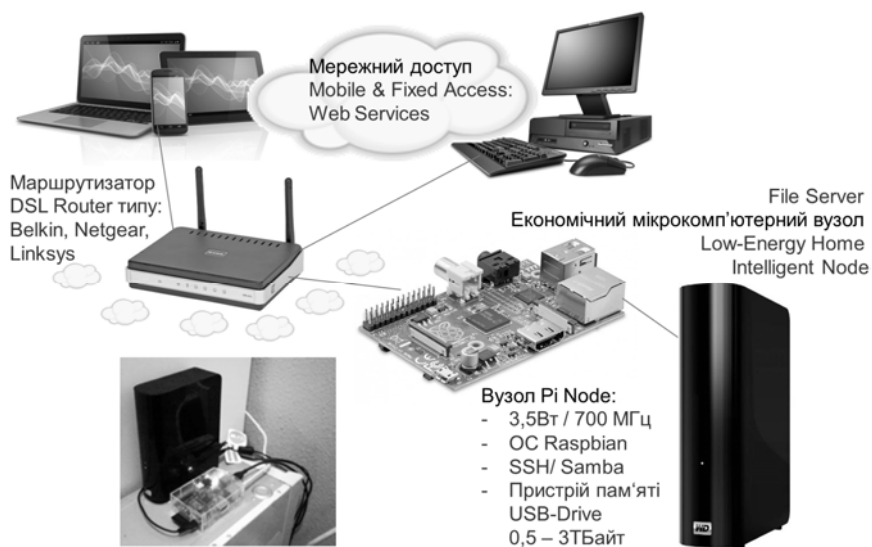 Мережний доступ
Mobile & Fixed Access:
Web Services
Маршрутизатор
DSL Router типу:
Belkin, Netgear,
Linksys
File Server
Економічний мікрокомп'ютерний вузол
Low-Energy Home
Intelligent Node
Вузол Pi Node:
- 3,5Вт / 700 МГц
- ОС Raspbian
- SSH/ Samba
- Пристрій пам‘яті
USB-Drive
0,5 – 3ТБайт
WD